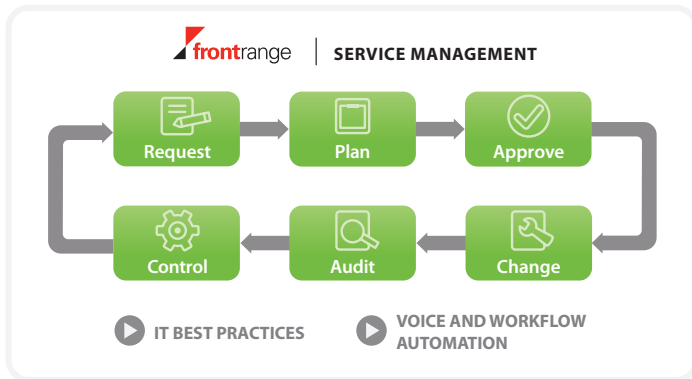 frontrange SERVICE MANAGEMENT
Request Plan Approve
Control Audit Change
IT BEST PRACTICES
VOICE AND WORKFLOW
AUTOMATION